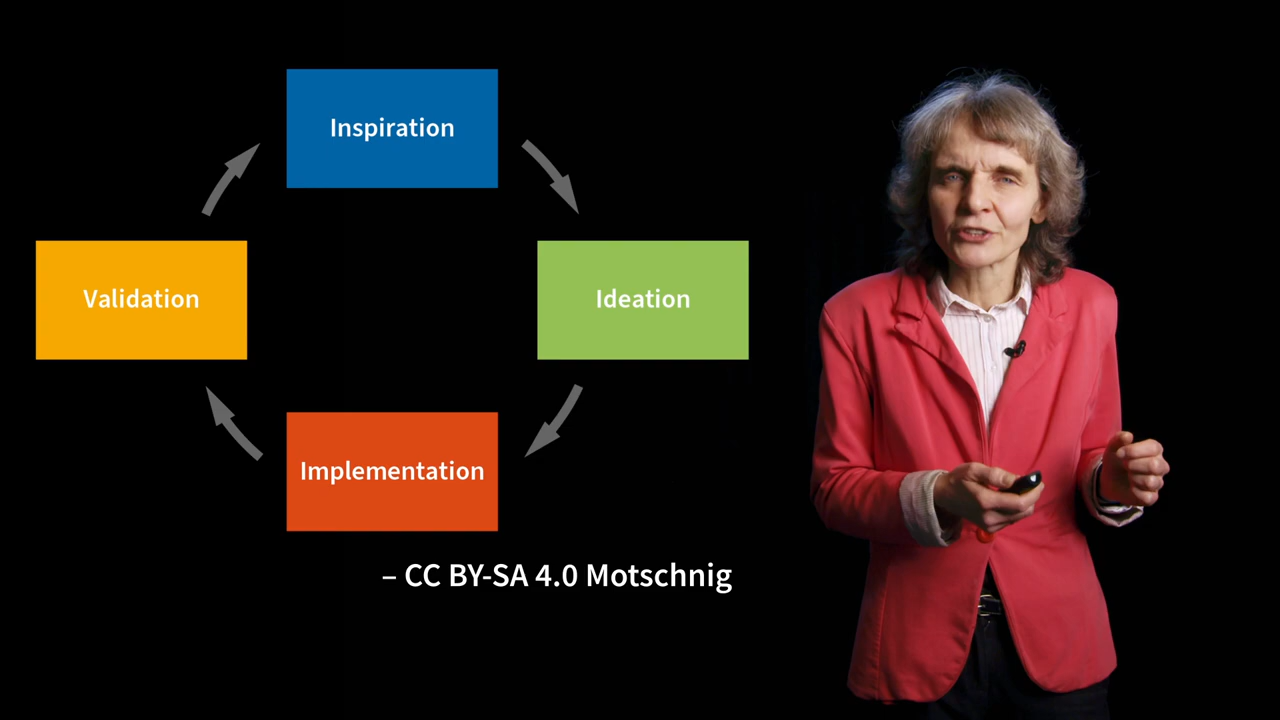 Inspiration
Validation
Ideation
Implementation
– CC BY-SA 4.0 Motschnig